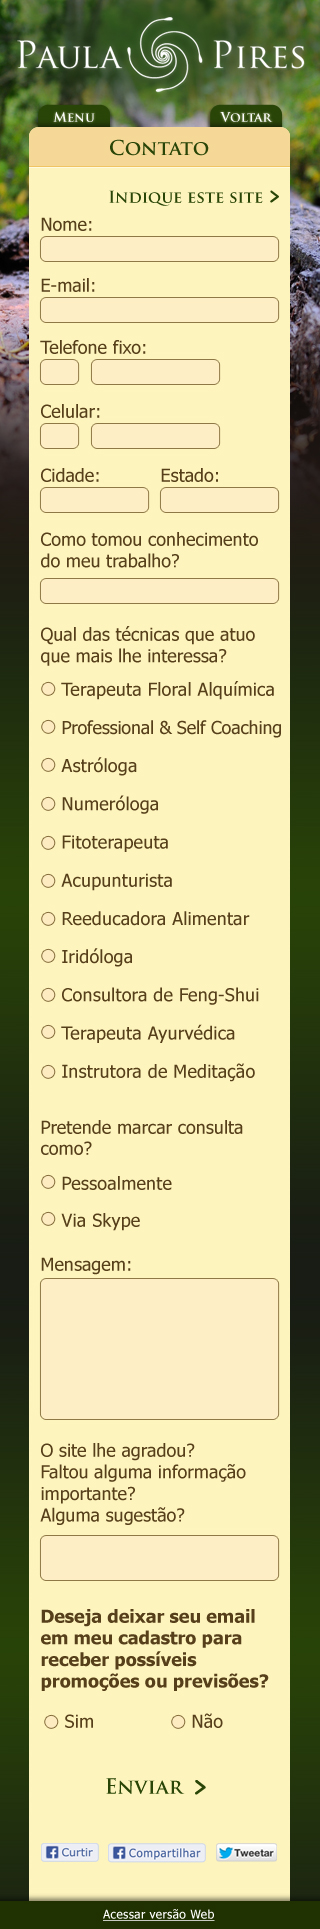 Paula Pires
Menu
Voltar
Contato
Indique este site >
Nome:
E-mail:
Telefone fixo:
Celular:
Cidade: Estado:
Como tomou conhecimento
do meu trabalho?
Qual das técnicas que atuo
que mais lhe interessa?
Terapeuta Floral Alquímica
Professional & Self Coaching
Astróloga
Numeróloga
Fitoterapeuta
Acupunturista
Reeducadora Alimentar
Iridóloga
Consultora de Feng-Shui
Terapeuta Ayurvédica
Instrutora de Meditação
Pretende marcar consulta
como?
Pessoalmente
Via Skype
Mensagem:
O site lhe agradou?
Faltou alguma informação
importante?
Alguma sugestão?
Deseja deixar seu email
em meu cadastro para
receber possíveis
promoções ou previsões?
Sim Não
Enviar >
Curtir Compartilhar Tweetar
Acessar versão Web